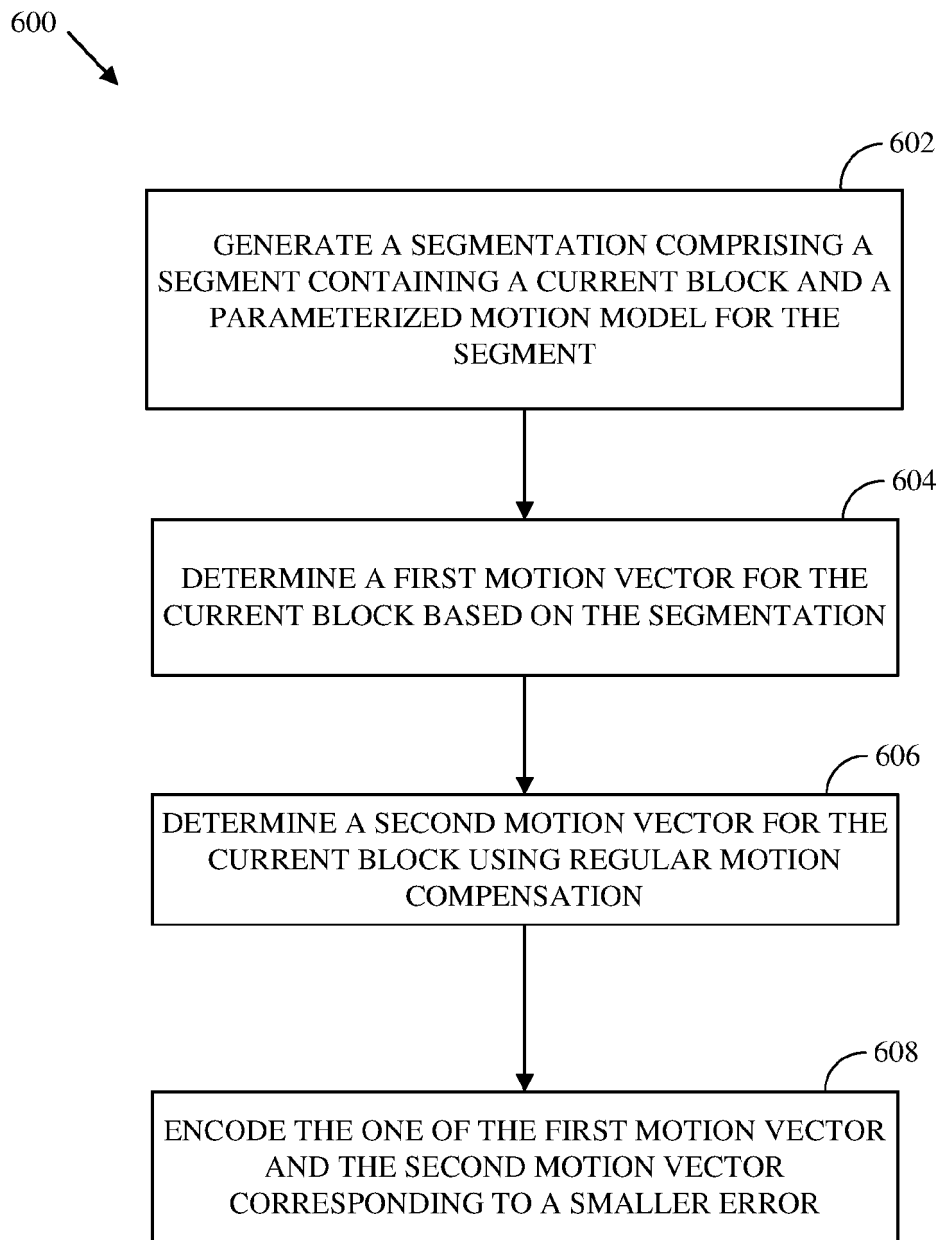 600
602
GENERATE A SEGMENTATION COMPRISING A
SEGMENT CONTAINING A CURRENT BLOCK AND A
PARAMETERIZED MOTION MODEL FOR THE
SEGMENT
604
DETERMINE A FIRST MOTION VECTOR FOR THE
CURRENT BLOCK BASED ON THE SEGMENTATION
606
DETERMINE A SECOND MOTION VECTOR FOR THE
CURRENT BLOCK USING REGULAR MOTION
COMPENSATION
608
ENCODE THE ONE OF THE FIRST MOTION VECTOR
AND THE SECOND MOTION VECTOR
CORRESPONDING TO A SMALLER ERROR